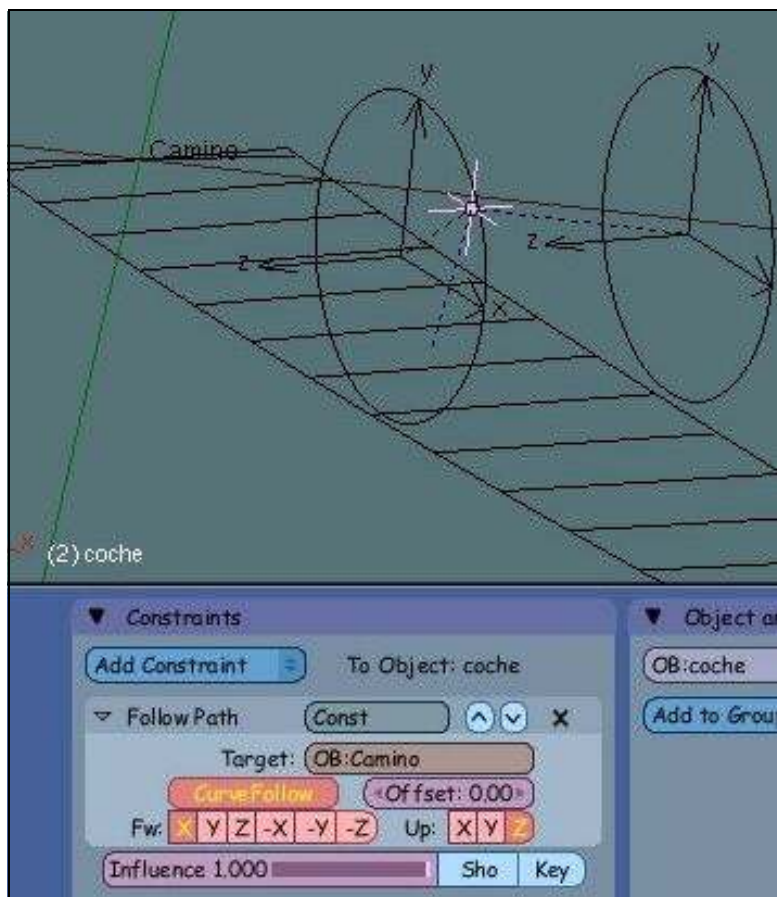 y
y
Camino
z
z
x
x
(2) coche
Constraints
Object a
Add Constraint
To Object: coche
OB:coche
Follow Path
Const
X
Add to Grou
Target: OB:Camino
CurveFollow
Offset: 0.00
Fw: X Y Z -X -Y -Z
Up: X Y Z
Influence 1.000
Sho
Key